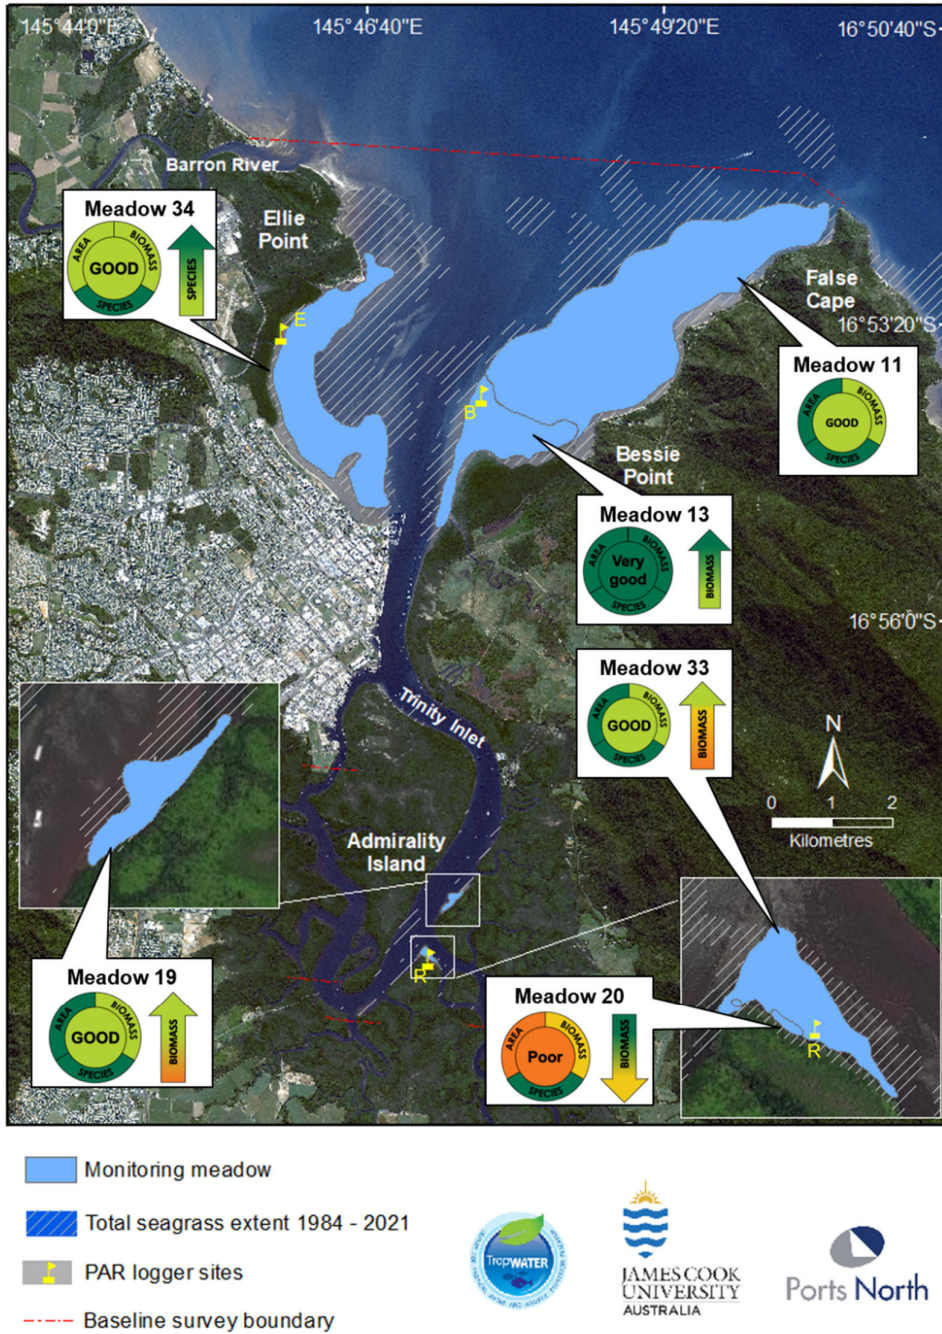 145°44'0"E
145°46'40"E
145°49'20"E
16°50'40"S
Barron River
Meadow 34
AREA
BIOMASS
GOOD
SPECIES
SPECIES
Ellie
Point
E
False
Cape
16°53'20"S
Meadow 11
AREA
BIOMASS
GOOD
SPECIES
B
Bessie
Point
Meadow 13
AREA
BIOMASS
Very
good
SPECIES
BIOMASS
16°56'0"S
Meadow 33
AREA
BIOMASS
GOOD
SPECIES
BIOMASS
Trinity Inlet
N
0 1 2
Kilometres
Admirality
Island
R
Meadow 19
AREA
BIOMASS
GOOD
SPECIES
BIOMASS
Meadow 20
AREA
BIOMASS
Poor
SPECIES
BIOMASS
R
Monitoring meadow
Total seagrass extent 1984 - 2021
PAR logger sites
Baseline survey boundary
TropWATER
JAMES COOK
UNIVERSITY
AUSTRALIA
Ports North